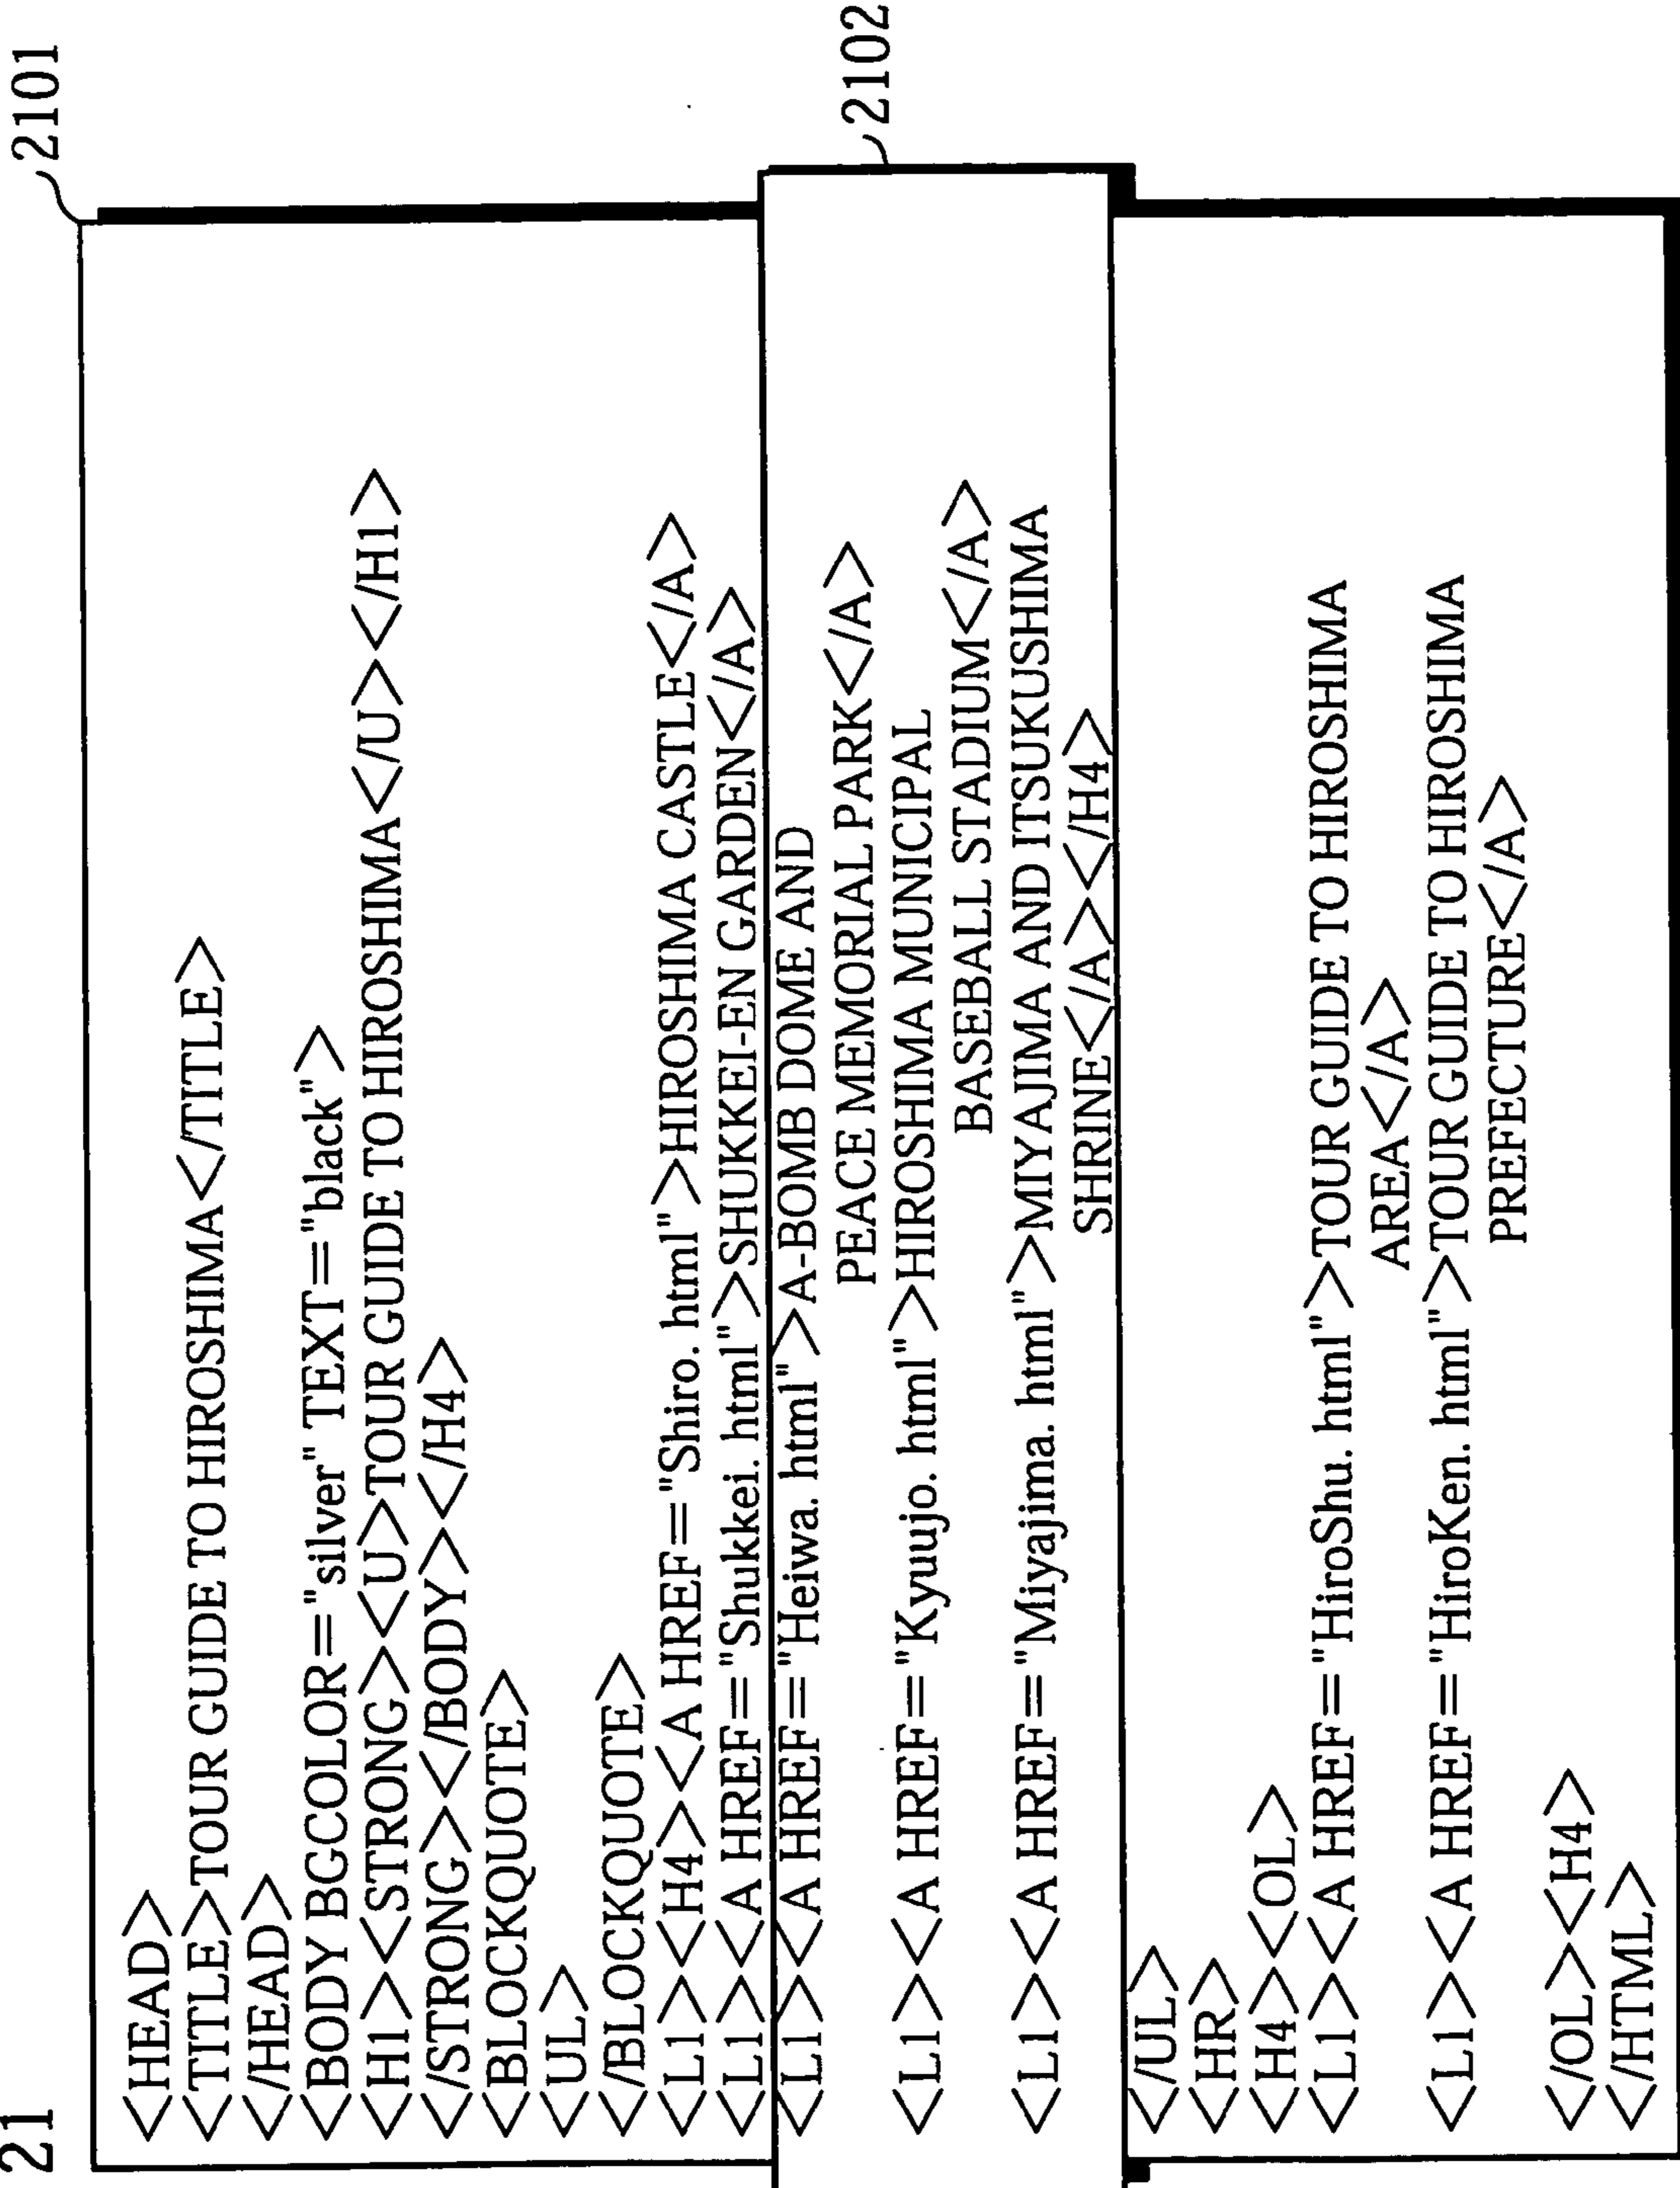 21
2101
<HEAD>
<TITLE>TOUR GUIDE TO HIROSHIMA</TITLE>
</HEAD>
<BODY BGCOLOR="silver" TEXT="black">
<H1><STRONG><U>TOUR GUIDE TO HIROSHIMA</U></H1>
</STRONG></BODY></H4>
<BLOCKQUOTE>
<UL>
</BLOCKQUOTE>
<L1><H4><A HREF="Shiro. html">HIROSHIMA CASTLE</A>
<L1><A HREF="Shukkei. html">SHUKKEI-EN GARDEN</A>
<L1><A HREF="Heiwa. html">A-BOMB DOME AND
PEACE MEMORIAL PARK</A>
2102
<L1><A HREF="Kyuujo. html">HIROSHIMA MUNICIPAL
BASEBALL STADIUM</A>
<L1><A HREF="Miyajima. html">MIYAJIMA AND ITSUKUSHIMA
SHRINE</A></H4>
</UL>
<HR>
<H4><OL>
<L1><A HREF="HiroShu. html">TOUR GUIDE TO HIROSHIMA
AREA</A>
<L1><A HREF="HiroKen. html">TOUR GUIDE TO HIROSHIMA
PREFECTURE</A>
</OL><H4>
</HTML>